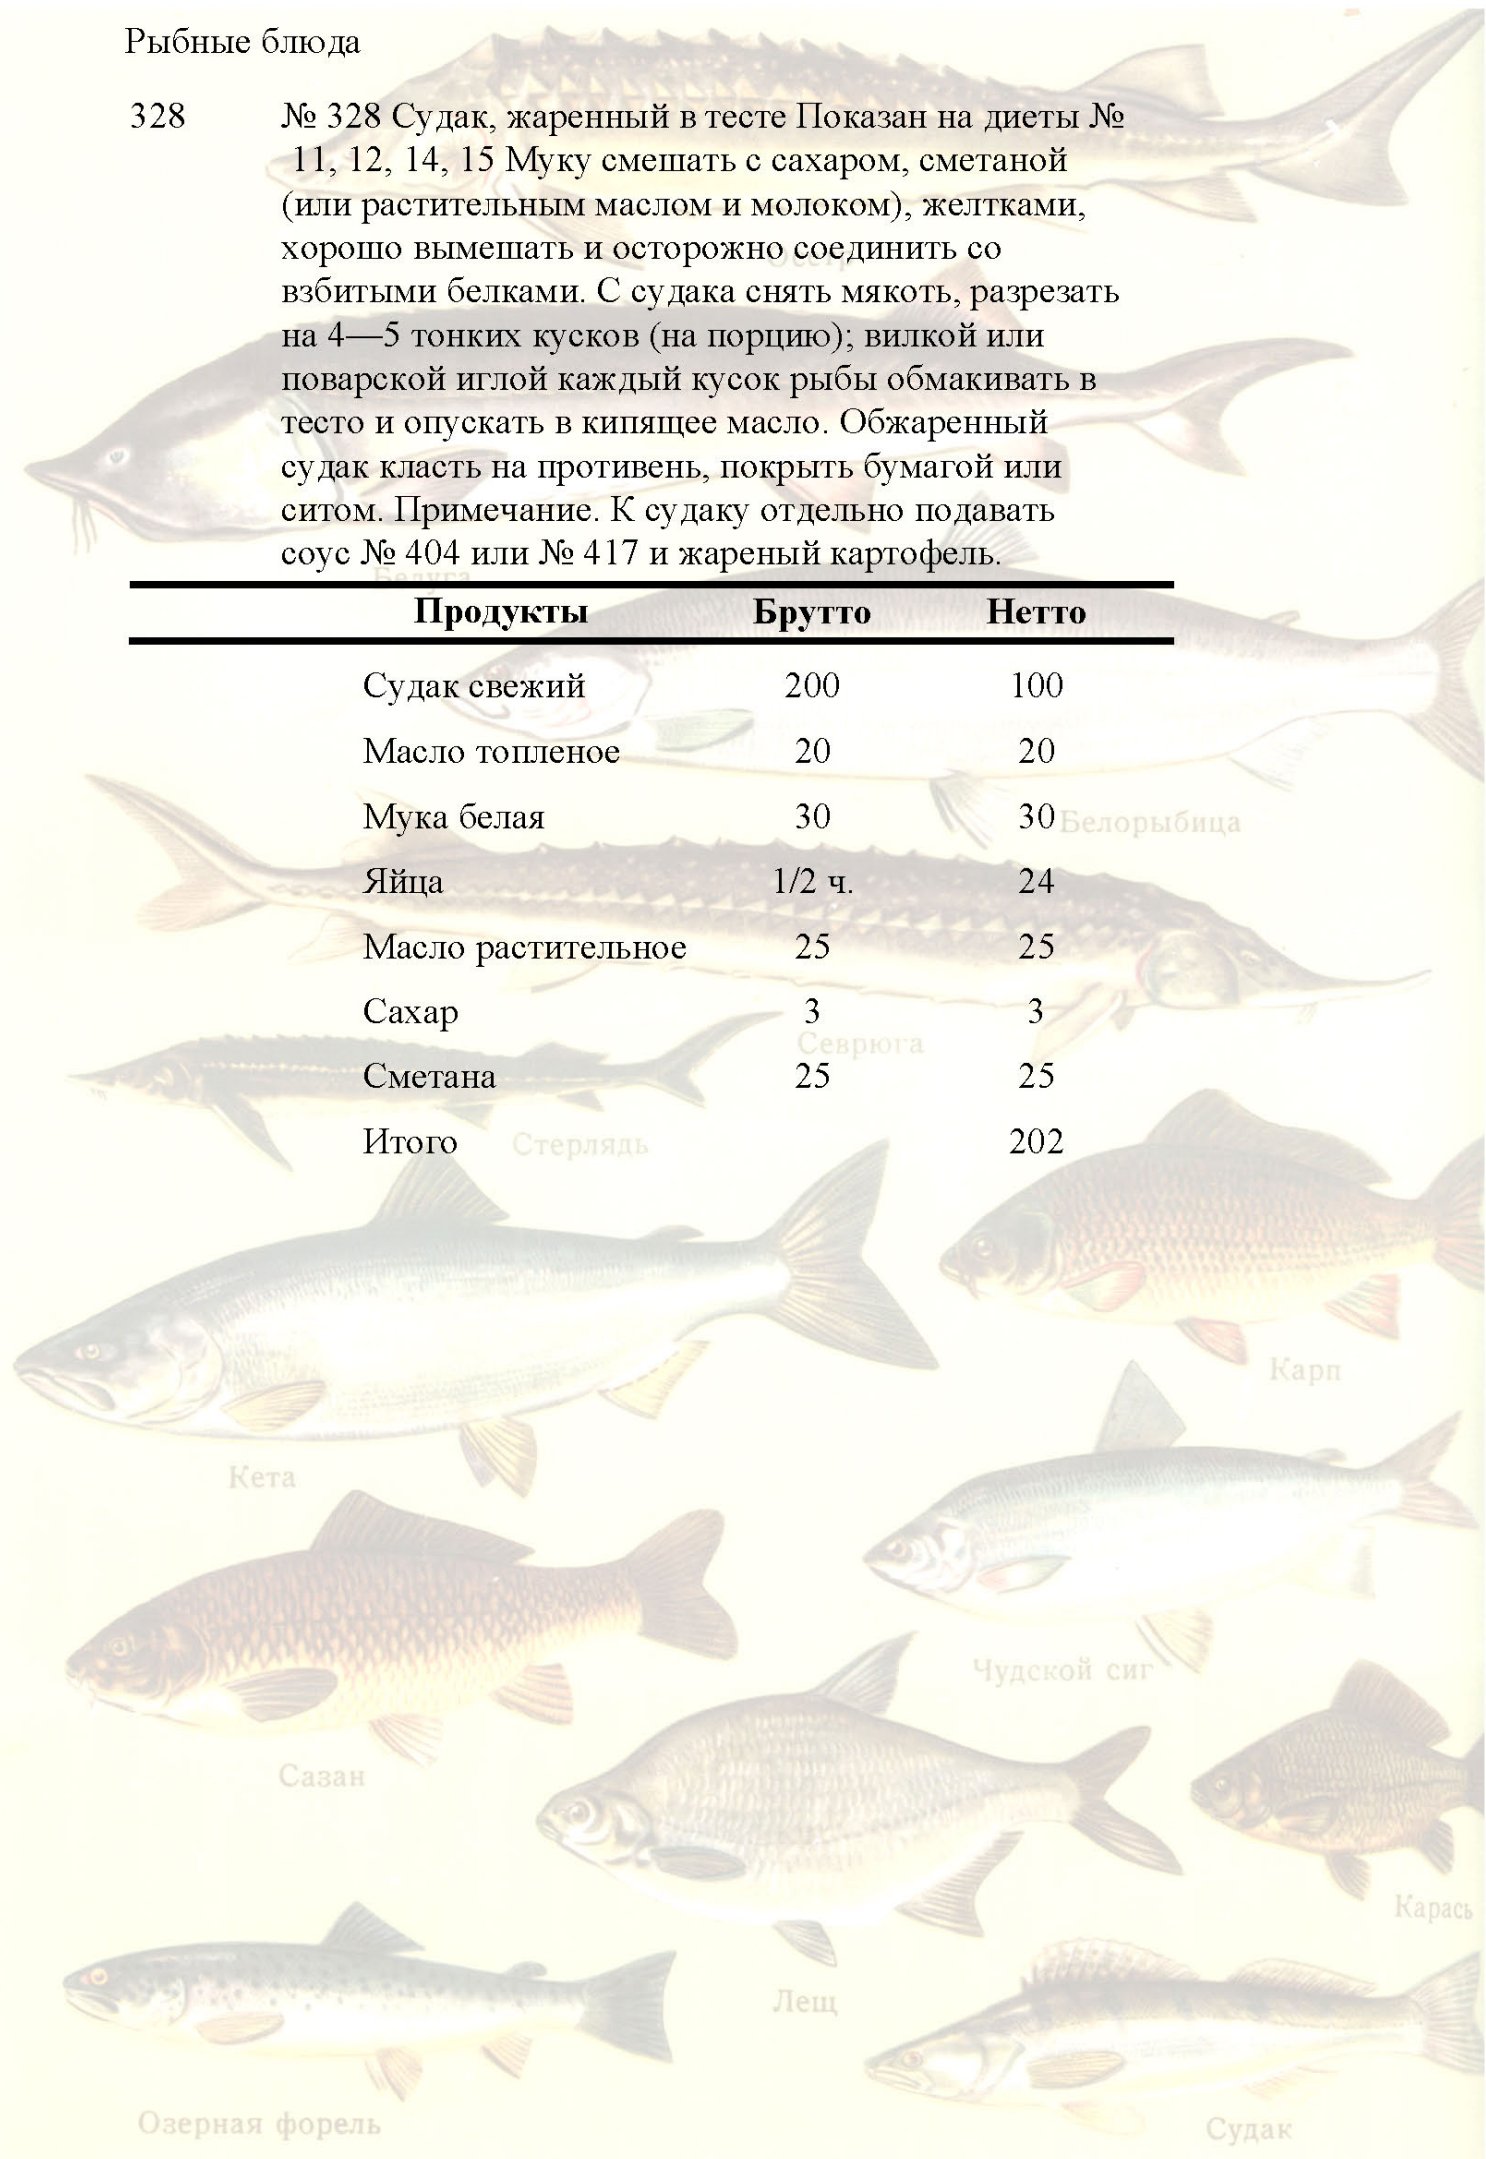 Рыбные блюда
328 № 328 Судак, жаренный в тесте Показан на диеты №
11, 12, 14, 15 Муку смешать с сахаром, сметаной
(или растительным маслом и молоком), желтками,
хорошо вымешать и осторожно соединить со
взбитыми белками. С судака снять мякоть, разрезать
на 4—5 тонких кусков (на порцию); вилкой или
поварской иглой каждый кусок рыбы обмакивать в
тесто и опускать в кипящее масло. Обжаренный
судак класть на противень, покрыть бумагой или
ситом. Примечание. К судаку отдельно подавать
соус № 404 или № 417 и жареный картофель.
Белуга
Продукты Брутто Нетто
Судак свежий 200 100
Масло топленое 20 20
Мука белая 30 30
Белорыбица
Яйца 1/2 ч. 24
Масло растительное 25 25
Сахар 3 3
Севрюга
Сметана 25 25
Итого 202
Стерлядь
Карп
Кета
Чудской сиг
Сазан
Карась
Лещ
Озерная форель
Судак